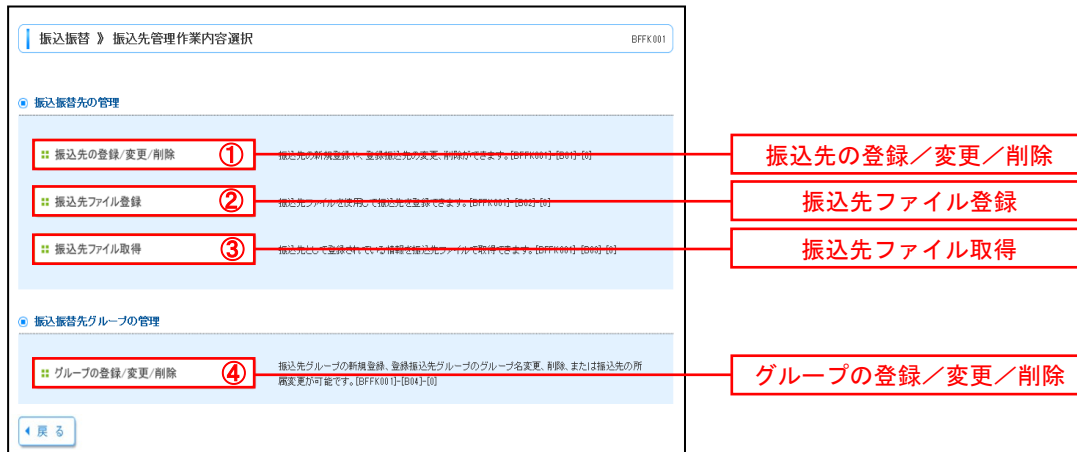 振込振替 》 振込先管理作業内容選択
BFFK001
振込振替先の管理
振込先の登録/変更/削除
①
振込先の新規登録や、登録振込先の変更、削除ができます。[BFFK001]-[B01]-[0]
振込先の登録／変更／削除
振込先ファイル登録
②
振込先ファイルを使用して振込先を登録できます。[BFFK001]-[B02]-[0]
振込先ファイル登録
振込先ファイル取得
③
振込先として登録されている情報を振込先ファイルで取得できます。[BFFK001]-[B03]-[0]
振込先ファイル取得
振込振替先グループの管理
グループの登録/変更/削除
④
振込先グループの新規登録、登録振込先グループのグループ名変更、削除、または振込先の所
属変更が可能です。[BFFK001]-[B04]-[0]
グループの登録／変更／削除
戻る